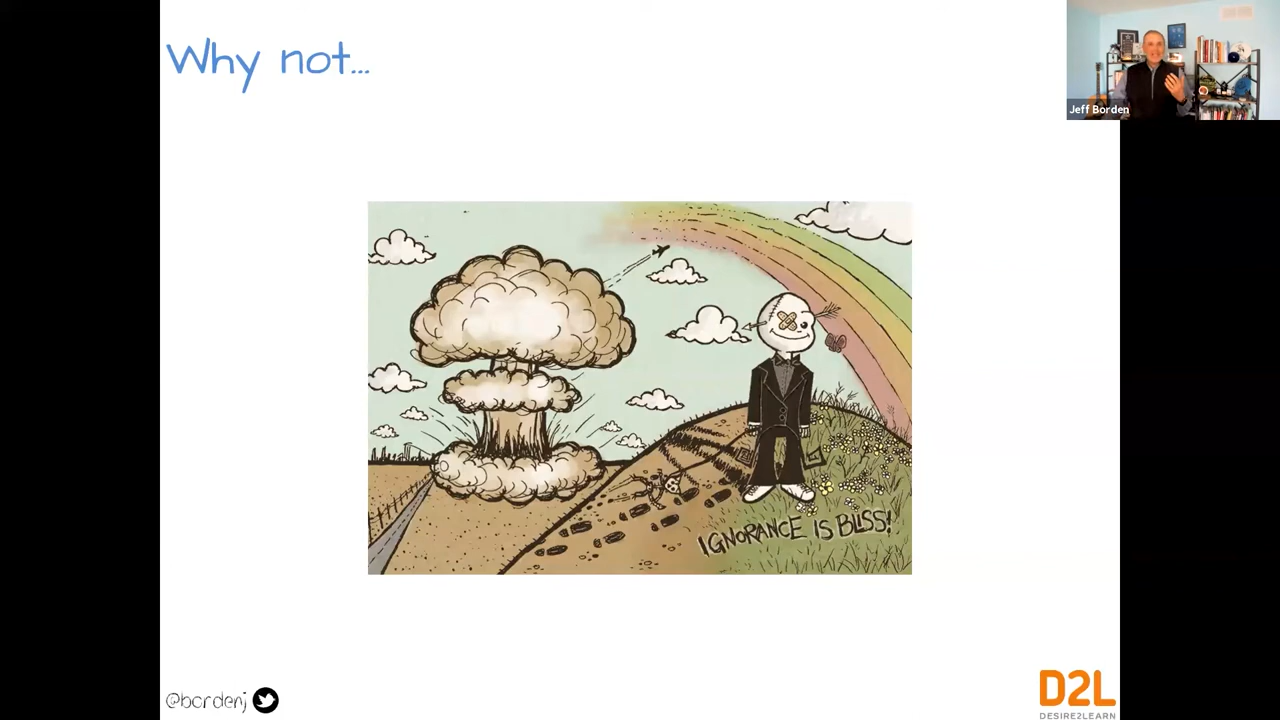 Why not...
Jeff Borden
IGNORANCE IS BLISS!
@bordenj
D2L
DESIRE2LEARN